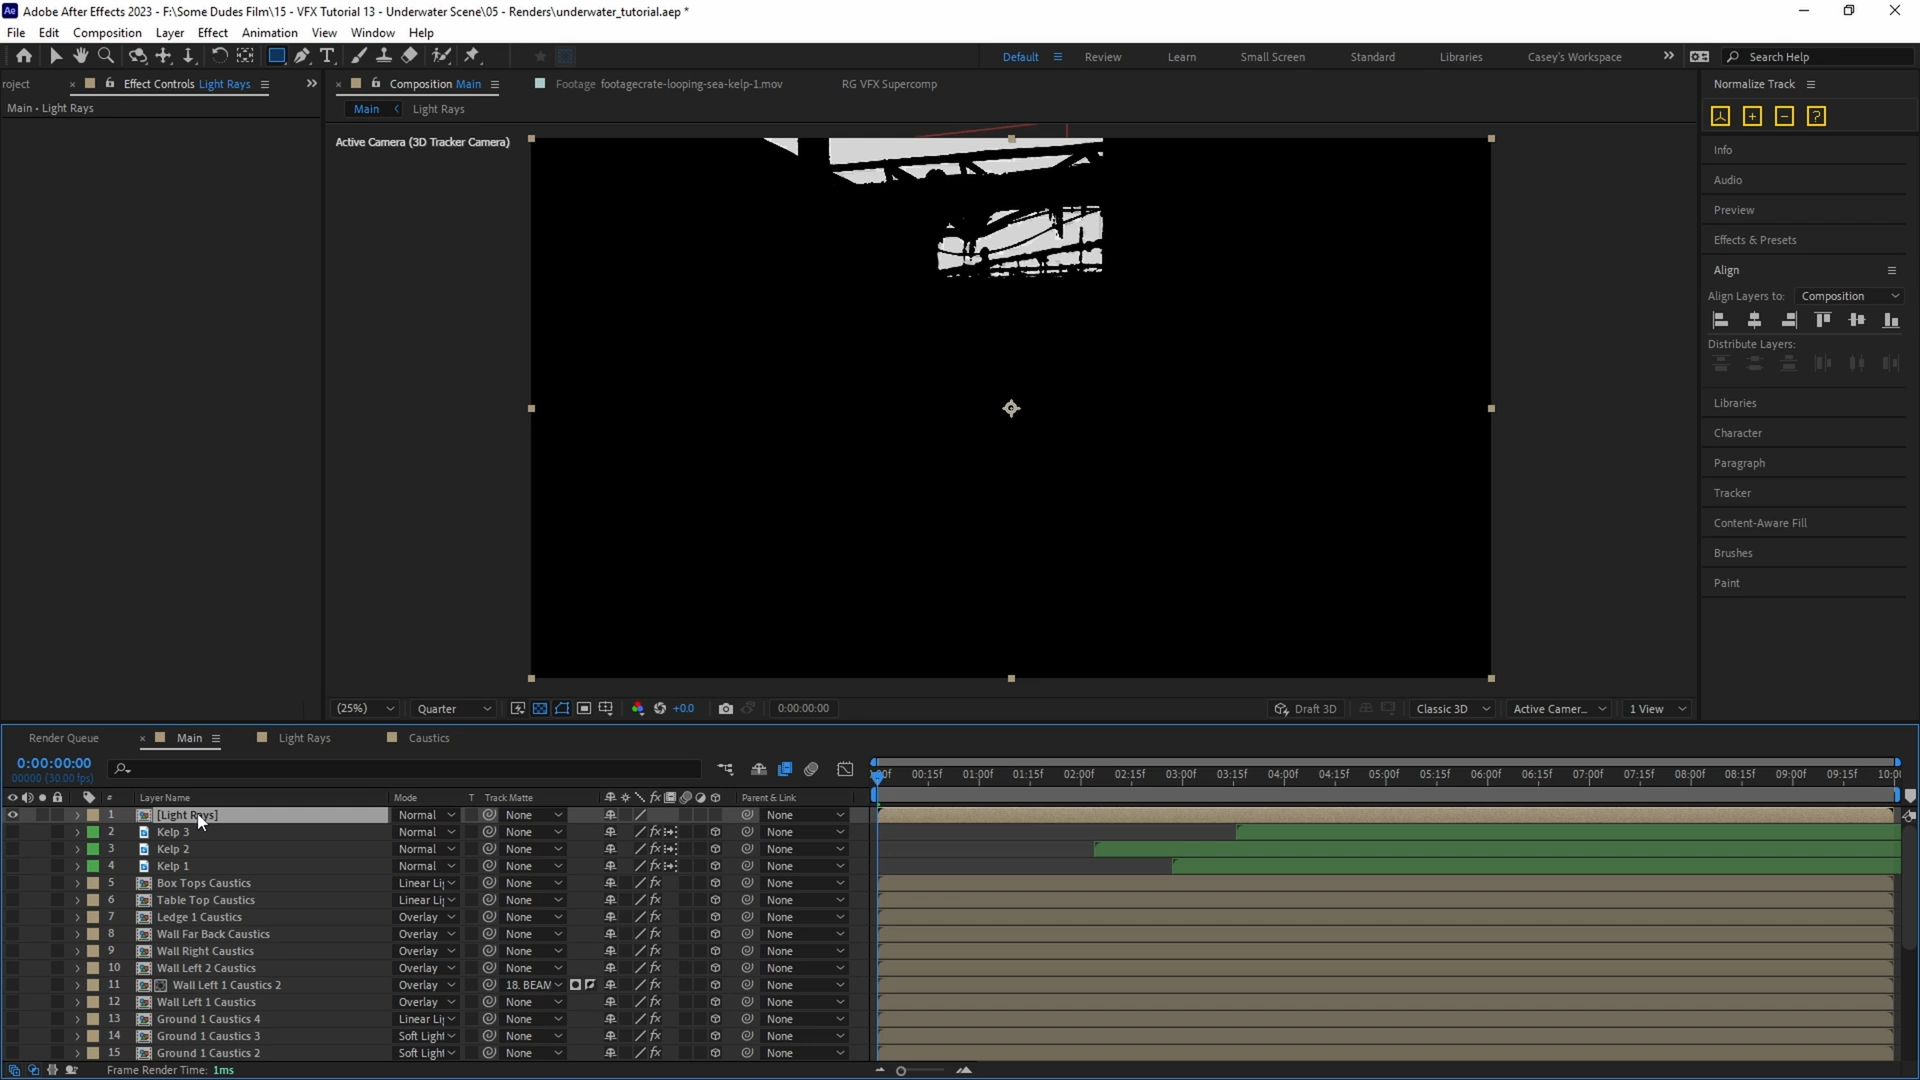 Adobe After Effects 2023 - F:\Some Dudes Film\15 - VFX Tutorial 13 - Underwater Scene\05 - Renders\underwater_tutorial.aep *
File Edit Composition Layer Effect Animation View Window Help
Default Review Learn Small Screen Standard Libraries Casey's Workspace Search Help
roject Effect Controls Light Rays Composition Main Footage footagecrate-looping-sea-kelp-1.mov RG VFX Supercomp Normalize Track
Main • Light Rays Main Light Rays
Active Camera (3D Tracker Camera)
Info
Audio
Preview
Effects & Presets
Align
Align Layers to: Composition
Distribute Layers:
Libraries
Character
Paragraph
Tracker
Content-Aware Fill
Brushes
Paint
(25%) Quarter +0.0 0:00:00:00 Draft 3D Classic 3D Active Camer... 1 View
Render Queue Main Light Rays Caustics
0:00:00:00
00000 (30.00 fps)
00:15f 01:00f 01:15f 02:00f 02:15f 03:00f 03:15f 04:00f 04:15f 05:00f 05:15f 06:00f 06:15f 07:00f 07:15f 08:00f 08:15f 09:00f 09:15f 10:0
# Layer Name Mode T Track Matte Parent & Link
1 [Light Rays] Normal None None
2 Kelp 3 Normal None None
3 Kelp 2 Normal None None
4 Kelp 1 Normal None None
5 Box Tops Caustics Linear Li None None
6 Table Top Caustics Linear Li None None
7 Ledge 1 Caustics Overlay None None
8 Wall Far Back Caustics Overlay None None
9 Wall Right Caustics Overlay None None
10 Wall Left 2 Caustics Overlay None None
11 Wall Left 1 Caustics 2 Overlay 18. BEAM None
12 Wall Left 1 Caustics Overlay None None
13 Ground 1 Caustics 4 Linear Li None None
14 Ground 1 Caustics 3 Soft Light None None
15 Ground 1 Caustics 2 Soft Light None None
Frame Render Time: 1ms